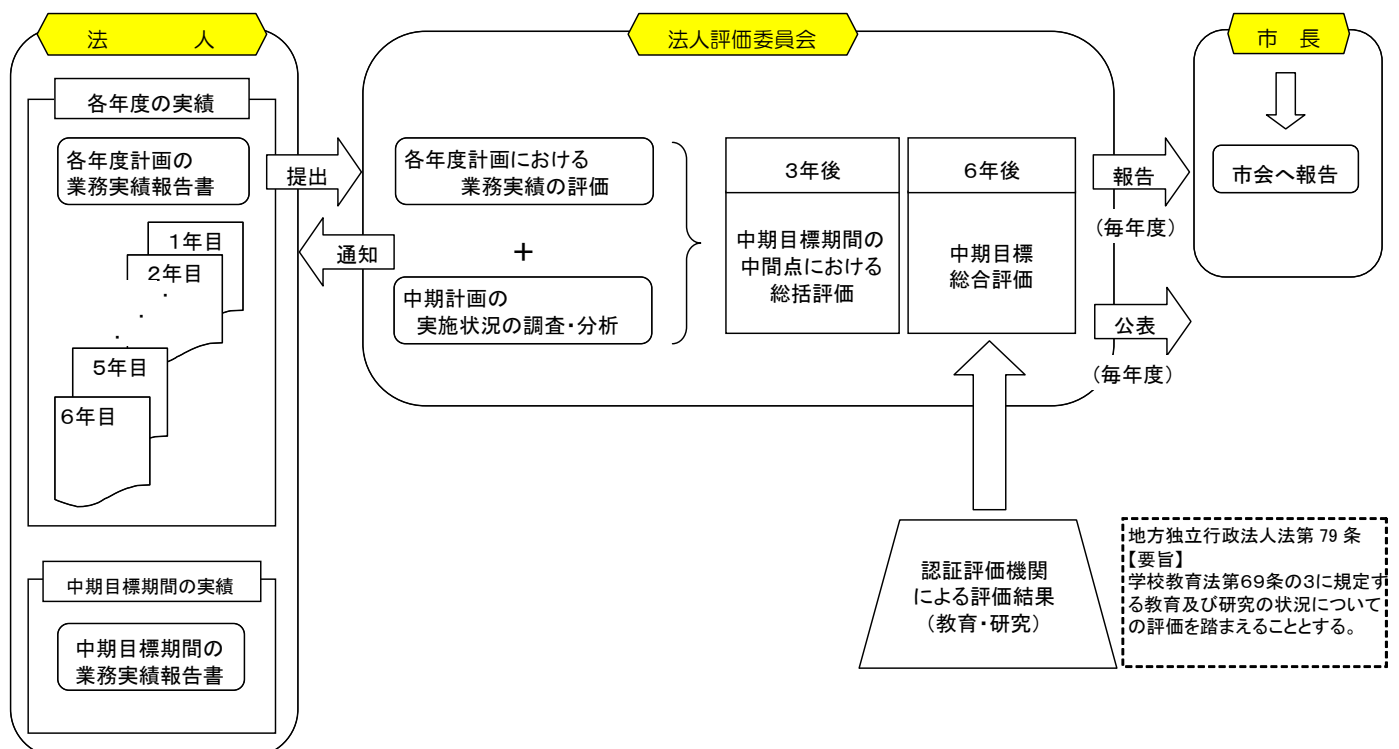 法　　　人
各年度の実績
各年度計画の
業務実績報告書
1年目
2年目
・
・
・
5年目
6年目
中期目標期間の実績
中期目標期間の
業務実績報告書
提出
通知
法人評価委員会
各年度計画における
業務実績の評価
+
中期計画の
実施状況の調査・分析
3年後
中期目標期間の
中間点における
総括評価
6年後
中期目標
総合評価
認証評価機関
による評価結果
(教育・研究)
報告
(毎年度)
公表
(毎年度)
市　長
市会へ報告
地方独立行政法人法第 79 条
【要旨】
学校教育法第69条の3に規定す
る教育及び研究の状況について
の評価を踏まえることとする。